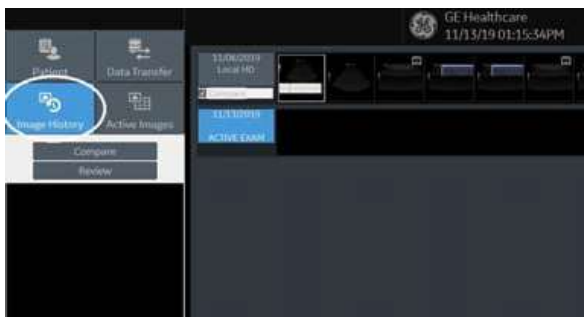 GE Healthcare
11/13/19 01:15:34PM
Patient
Data Transfer
Image History
Active Images
Compare
Review
11/06/2019
Local HD
Compare
11/13/2019
ACTIVE EXAM